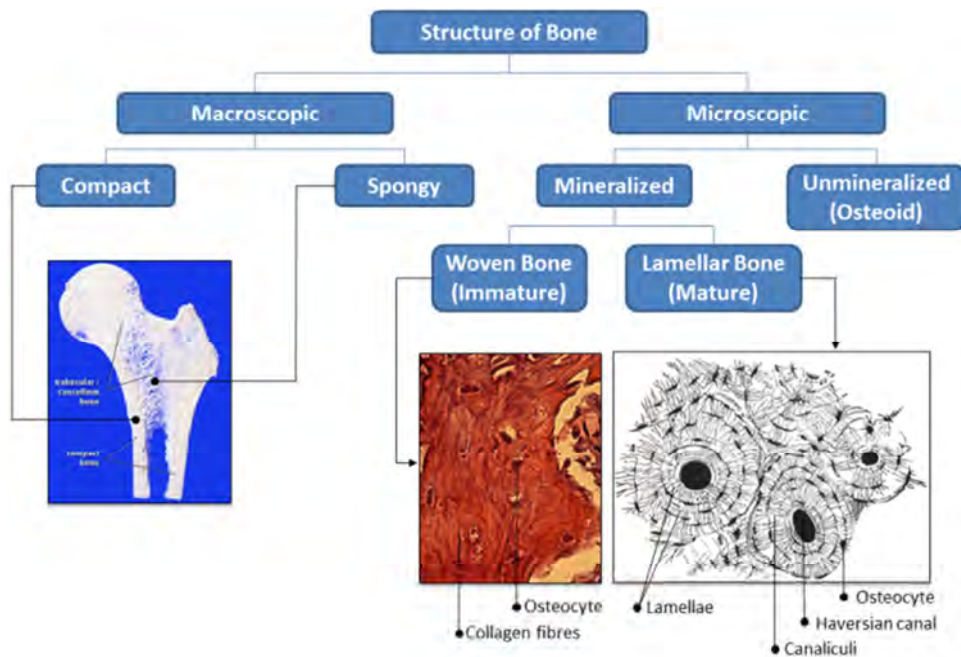 Structure of Bone
Macroscopic
Microscopic
Compact
Spongy
Mineralized
Unmineralized
(Osteoid)
Woven Bone
(Immature)
Lamellar Bone
(Mature)
trabecular /
cancellous
bone
compact
bone
Osteocyte
Collagen fibres
Lamellae
Osteocyte
Haversian canal
Canaliculi